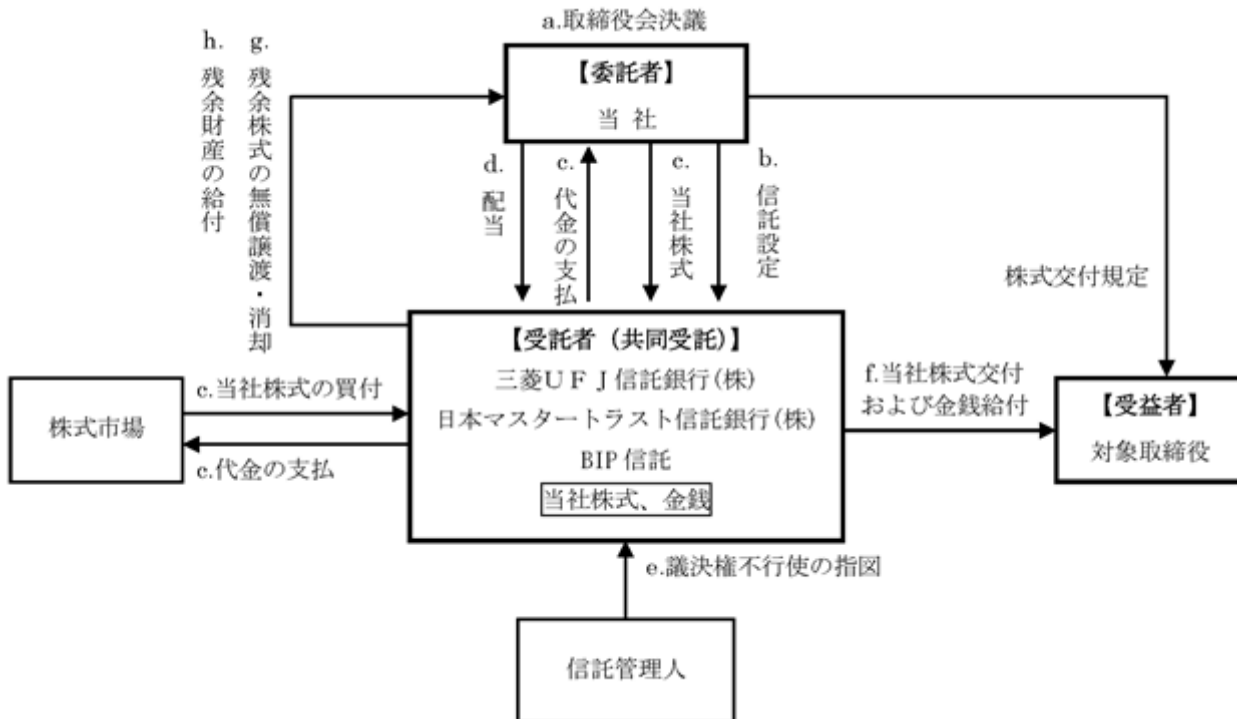 a.取締役会決議
【委託者】
当 社
h. 残余財産の給付
g. 残余株式の無償譲渡・消却
d. 配当
c. 代金の支払
c. 当社株式
b. 信託設定
株式交付規定
【受託者（共同受託）】
三菱ＵＦＪ信託銀行(株)
日本マスタートラスト信託銀行(株)
BIP 信託
当社株式、金銭
株式市場
c.当社株式の買付
c.代金の支払
f.当社株式交付
および金銭給付
【受益者】
対象取締役
e.議決権不行使の指図
信託管理人